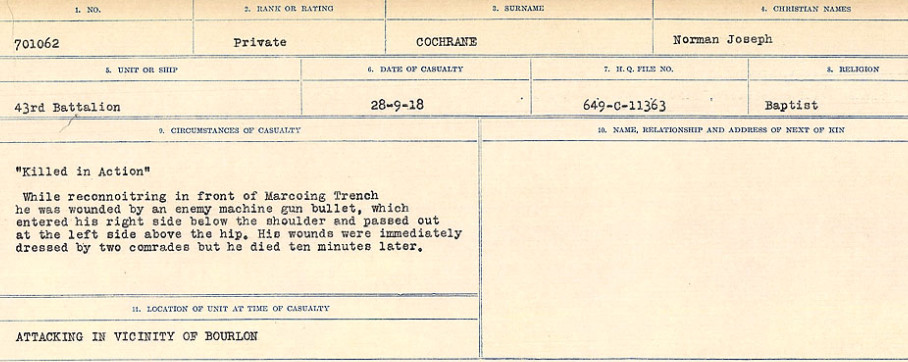 1. NO. 2. RANK OR RATING 3. SURNAME 4. CHRISTIAN NAMES
701062 Private COCHRANE Norman Joseph
5. UNIT OR SHIP 6. DATE OF CASUALTY 7. H. Q. FILE NO. 8. RELIGION
43rd Battalion 28-9-18 649-C-11363 Baptist
9. CIRCUMSTANCES OF CASUALTY 10. NAME, RELATIONSHIP AND ADDRESS OF NEXT OF KIN
"Killed in Action"
While reconnoitring in front of Marcoing Trench
he was wounded by an enemy machine gun bullet, which
entered his right side below the shoulder and passed out
at the left side above the hip. His wounds were immediately
dressed by two comrades but he died ten minutes later.
11. LOCATION OF UNIT AT TIME OF CASUALTY
ATTACKING IN VICINITY OF BOURLON